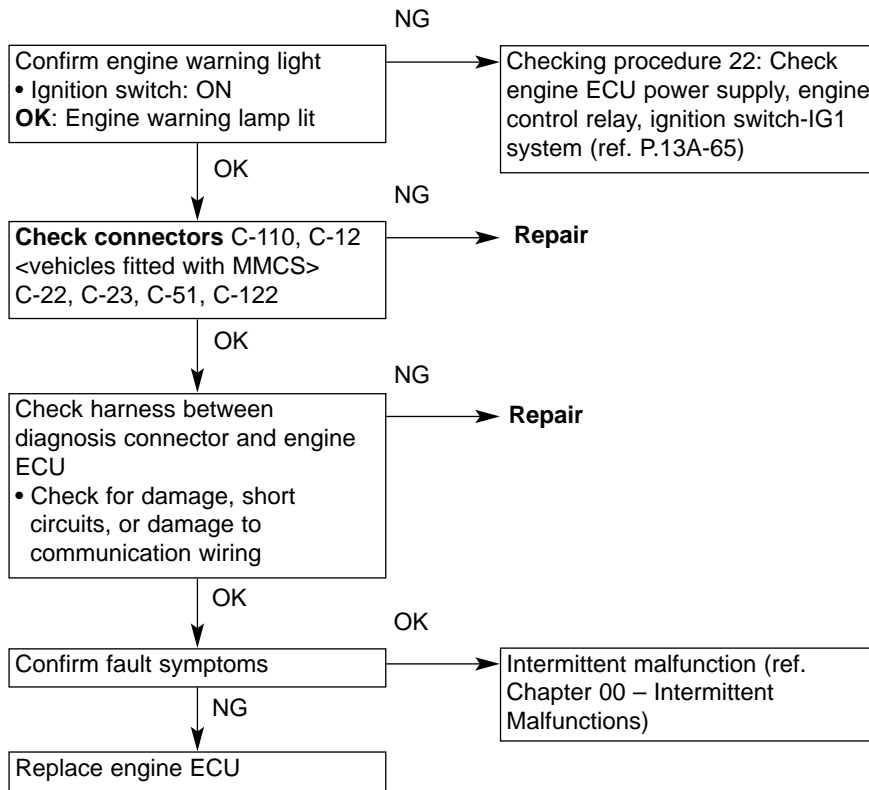 NG
Confirm engine warning light
• Ignition switch: ON
OK: Engine warning lamp lit
Checking procedure 22: Check
engine ECU power supply, engine
control relay, ignition switch-IG1
system (ref. P.13A-65)
OK
NG
Check connectors C-110, C-12
<vehicles fitted with MMCS>
C-22, C-23, C-51, C-122
Repair
OK
NG
Check harness between
diagnosis connector and engine
ECU
• Check for damage, short
circuits, or damage to
communication wiring
Repair
OK
OK
Confirm fault symptoms
Intermittent malfunction (ref.
Chapter 00 – Intermittent
Malfunctions)
NG
Replace engine ECU